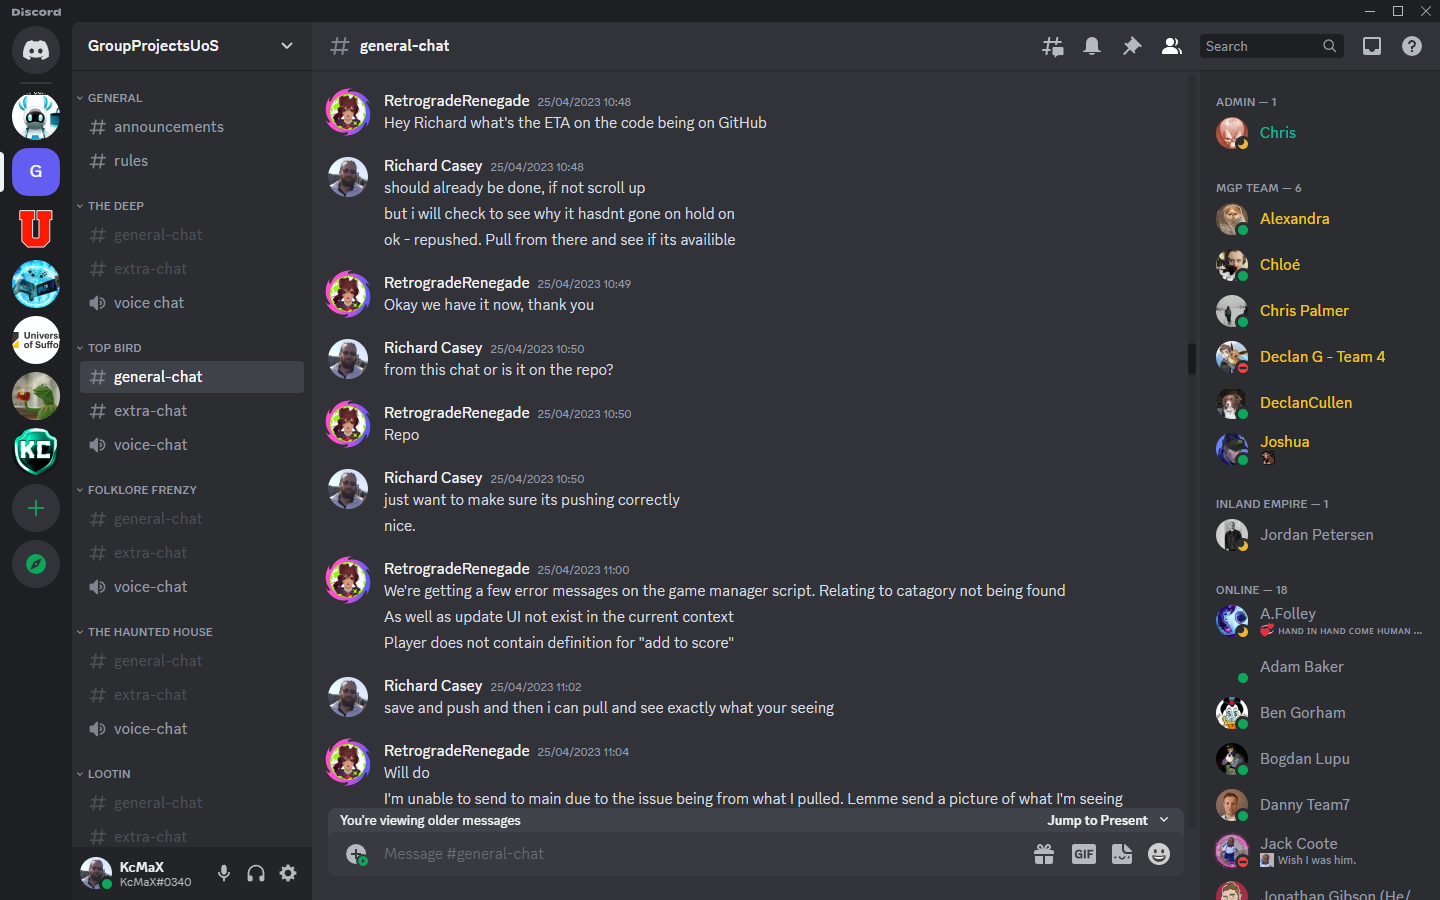 Discord
GroupProjectsUoS
general-chat
Search
GENERAL
announcements
rules
THE DEEP
general-chat
extra-chat
voice chat
TOP BIRD
general-chat
extra-chat
voice-chat
FOLKLORE FRENZY
general-chat
extra-chat
voice-chat
THE HAUNTED HOUSE
general-chat
extra-chat
voice-chat
LOOTIN
general-chat
extra-chat
KcMaX
KcMaX#0340
G
U
Univers
of Suffo
KC
RetrogradeRenegade 25/04/2023 10:48
Hey Richard what's the ETA on the code being on GitHub
Richard Casey 25/04/2023 10:48
should already be done, if not scroll up
but i will check to see why it hasdnt gone on hold on
ok - repushed. Pull from there and see if its availible
RetrogradeRenegade 25/04/2023 10:49
Okay we have it now, thank you
Richard Casey 25/04/2023 10:50
from this chat or is it on the repo?
RetrogradeRenegade 25/04/2023 10:50
Repo
Richard Casey 25/04/2023 10:50
just want to make sure its pushing correctly
nice.
RetrogradeRenegade 25/04/2023 11:00
We're getting a few error messages on the game manager script. Relating to catagory not being found
As well as update UI not exist in the current context
Player does not contain definition for "add to score"
Richard Casey 25/04/2023 11:02
save and push and then i can pull and see exactly what your seeing
RetrogradeRenegade 25/04/2023 11:04
Will do
I'm unable to send to main due to the issue being from what I pulled. Lemme send a picture of what I'm seeing
You're viewing older messages
Jump to Present
Message #general-chat
GIF
ADMIN — 1
Chris
MGP TEAM — 6
Alexandra
Chloé
Chris Palmer
Declan G - Team 4
DeclanCullen
Joshua
INLAND EMPIRE — 1
Jordan Petersen
ONLINE — 18
A.Folley
HAND IN HAND COME HUMAN ...
Adam Baker
Ben Gorham
Bogdan Lupu
Danny Team7
Jack Coote
Wish I was him.
Jonathan Gibson (He/